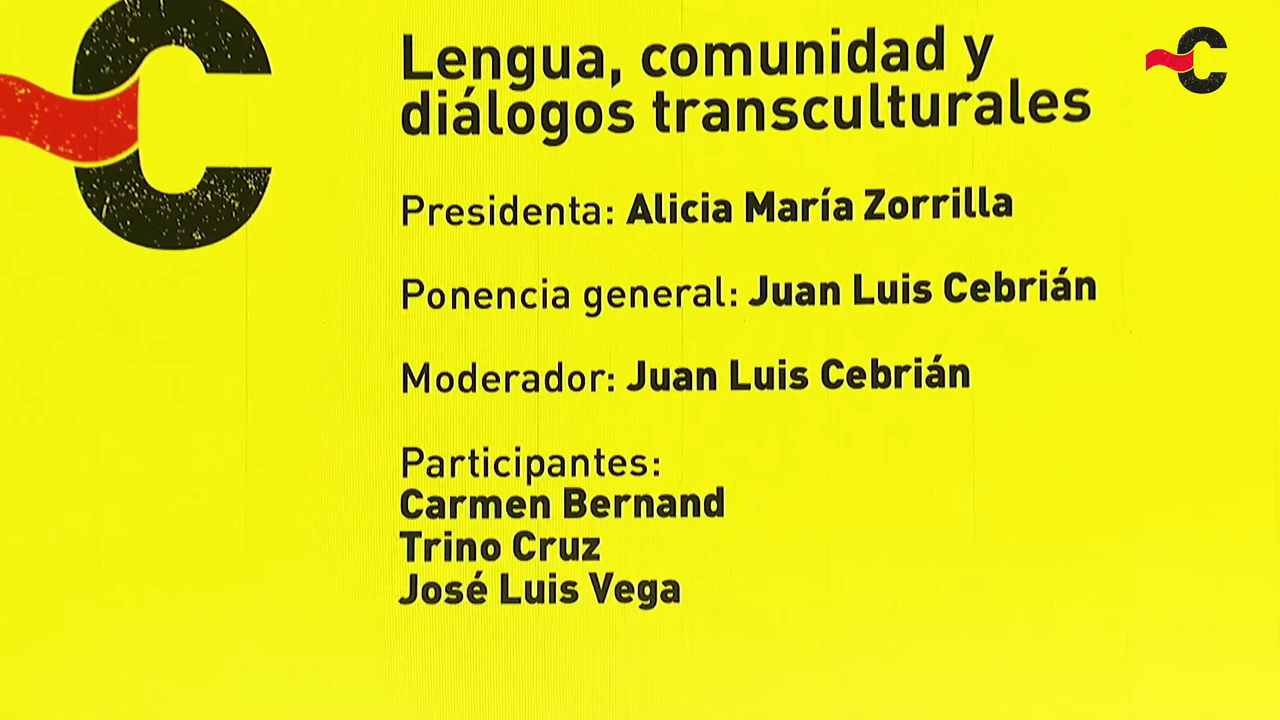 Lengua, comunidad y
diálogos transculturales
Presidenta: Alicia María Zorrilla
Ponencia general: Juan Luis Cebrián
Moderador: Juan Luis Cebrián
Participantes:
Carmen Bernand
Trino Cruz
José Luis Vega